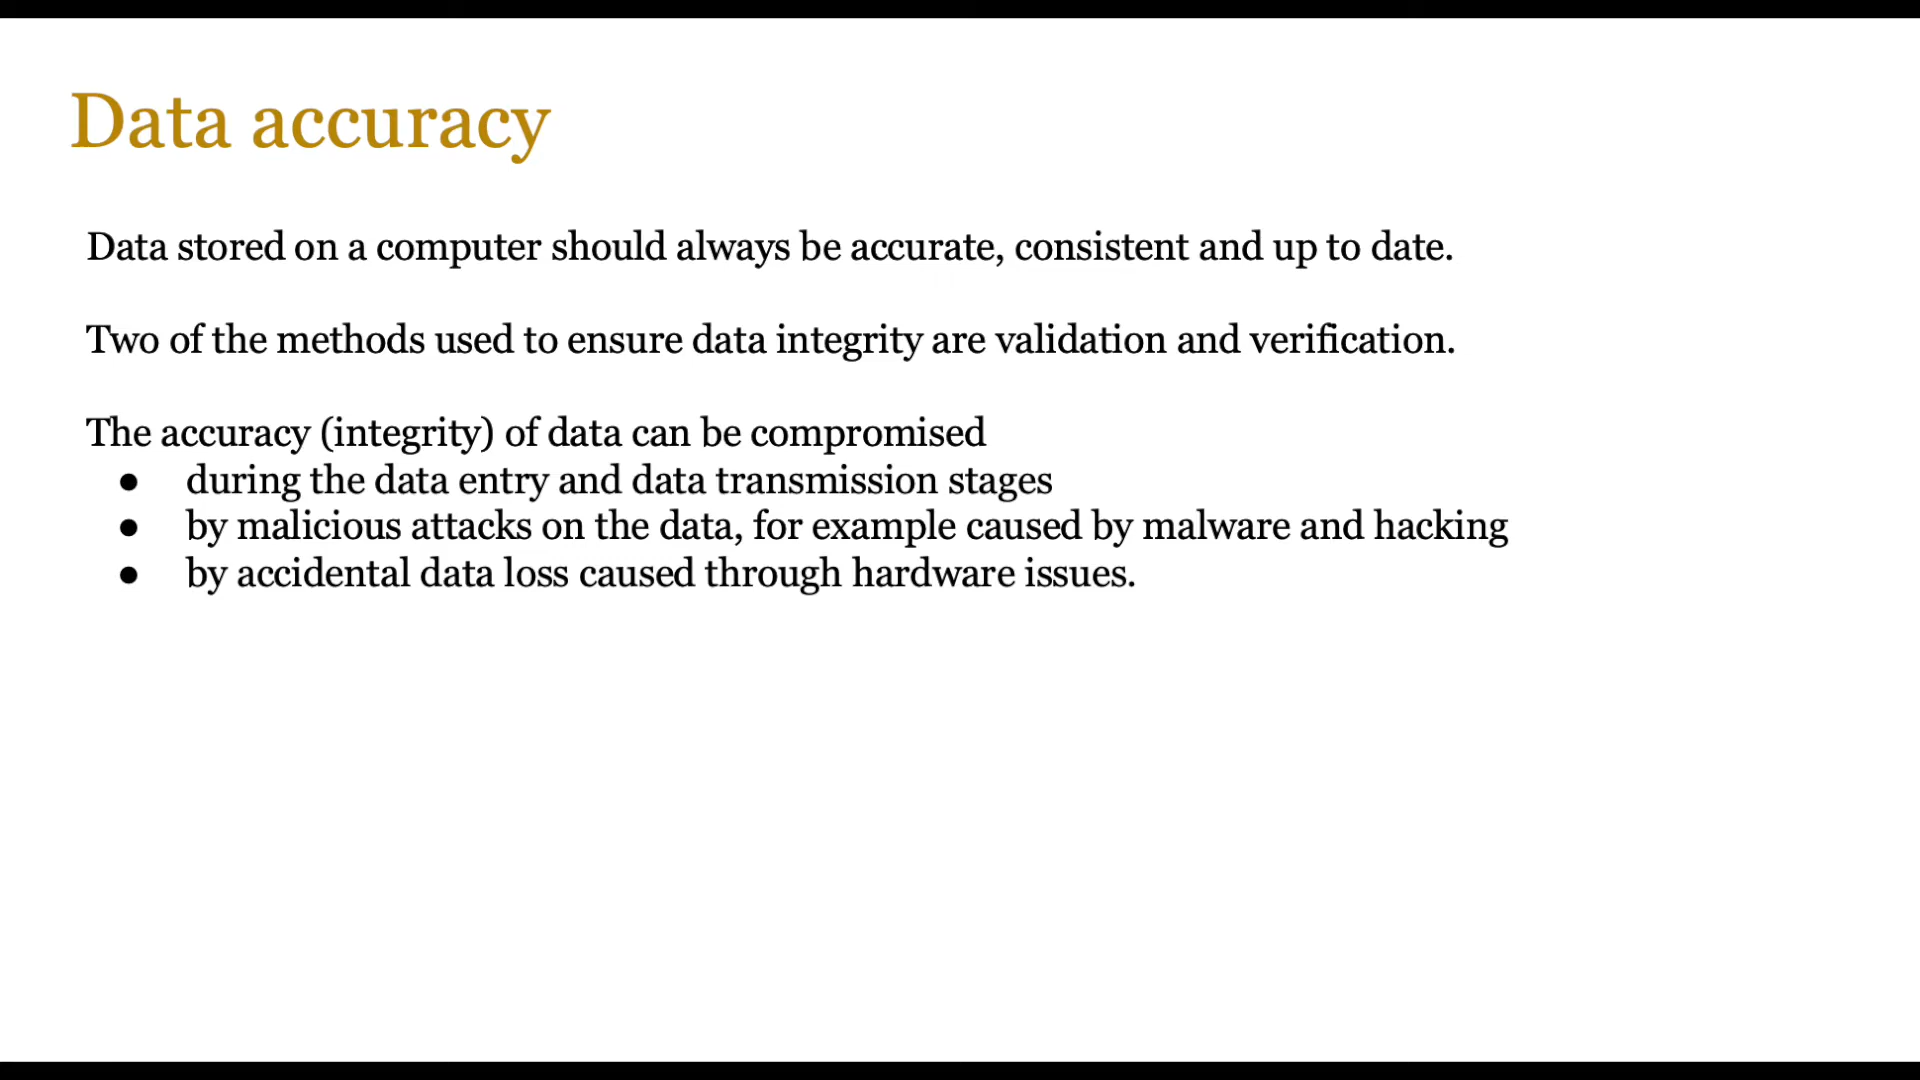 Data accuracy
Data stored on a computer should always be accurate, consistent and up to date.
Two of the methods used to ensure data integrity are validation and verification.
The accuracy (integrity) of data can be compromised
● during the data entry and data transmission stages
● by malicious attacks on the data, for example caused by malware and hacking
● by accidental data loss caused through hardware issues.